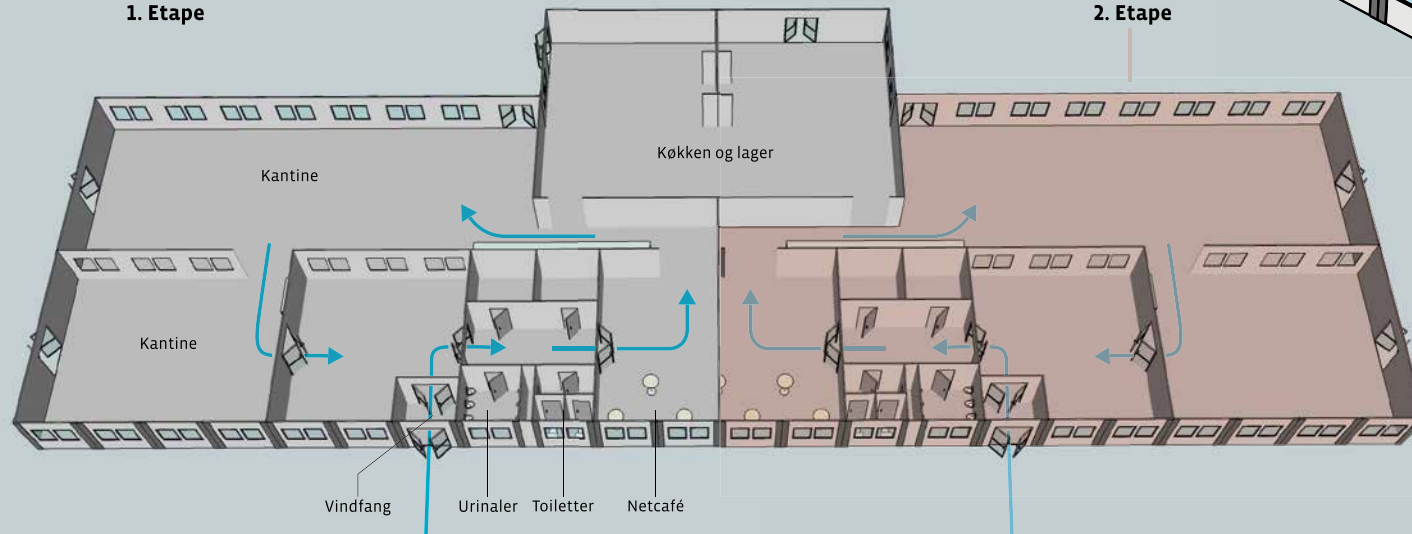 1. Etape
2. Etape
Køkken og lager
Kantine
Kantine
Vindfang
Urinaler
Toiletter
Netcafé